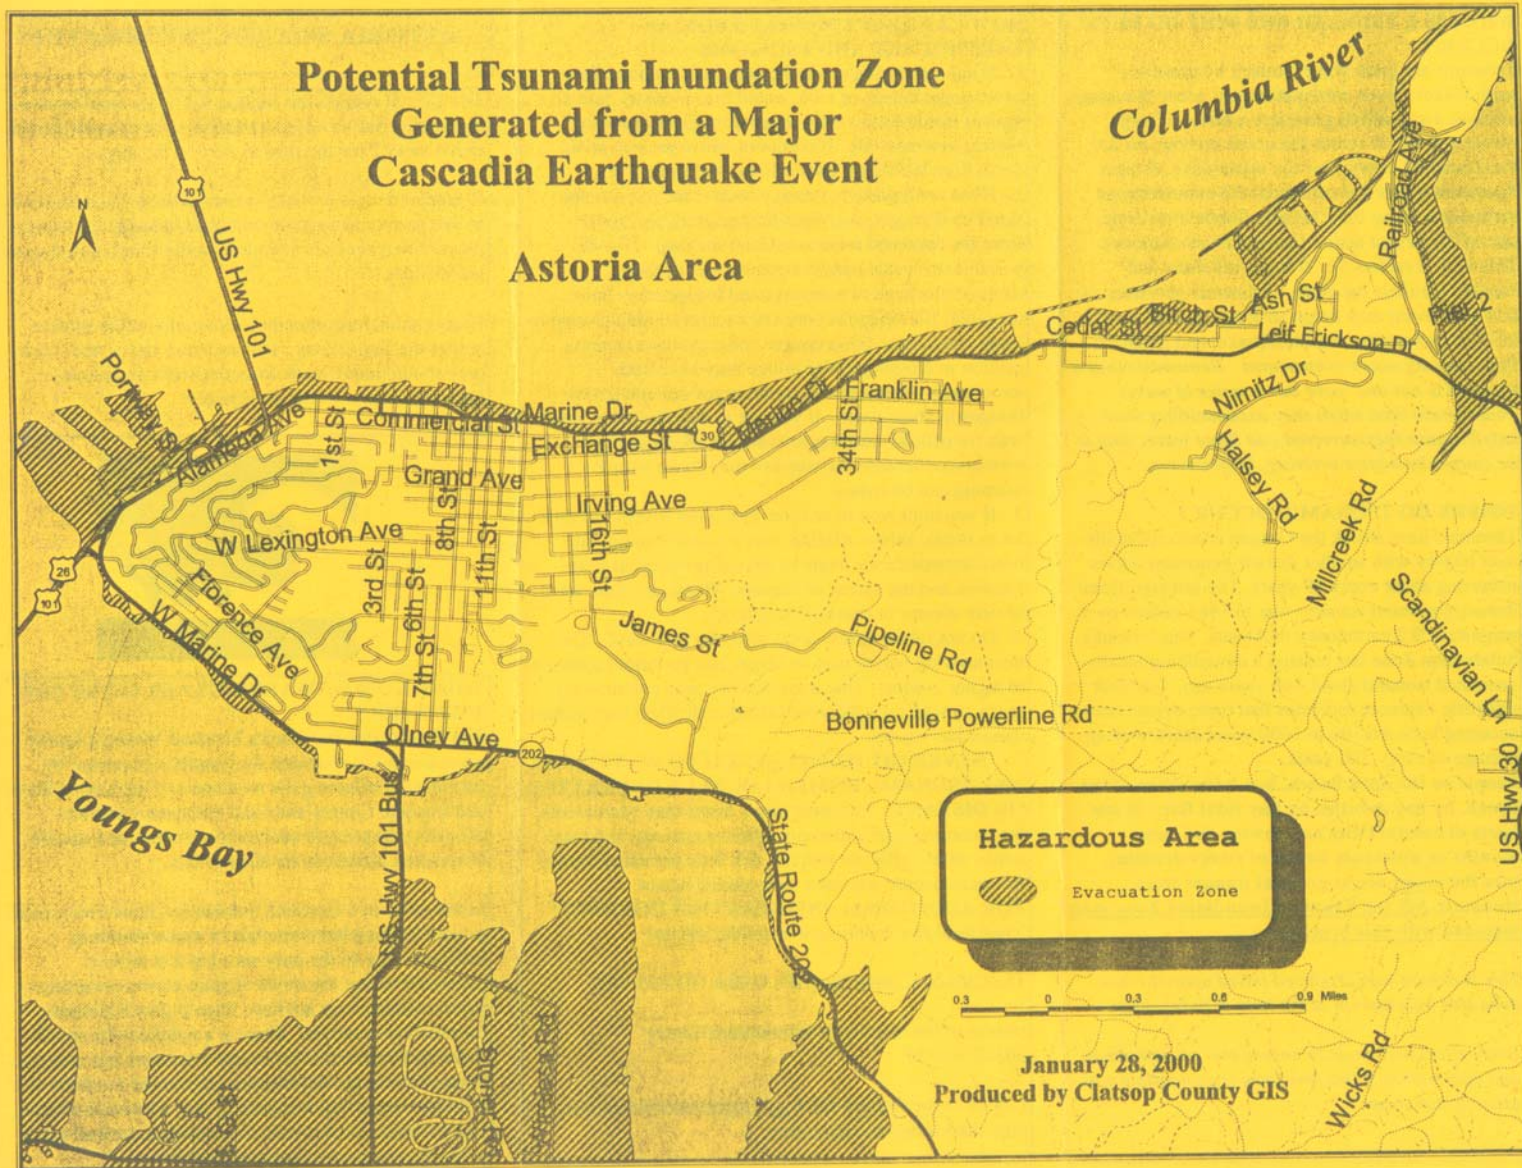 Potential Tsunami Inundation Zone
Generated from a Major
Cascadia Earthquake Event
Astoria Area
Columbia River
N
101
US Hwy 101
Railroad Ave
Pier 2
Ash St
Birch St
Cedar St
Leif Erickson Dr
Nimitz Dr
Halsey Rd
Millcreek Rd
Scandinavian Ln
US Hwy 30
Portway St
Alameda Ave
1st St
Commercial St
Marine Dr
Exchange St
30
Marine Dr
Franklin Ave
34th St
Grand Ave
Irving Ave
W Lexington Ave
8th St
11th St
16th St
3rd St
6th St
7th St
Florence Ave
W Marine Dr
26
101
James St
Pipeline Rd
Bonneville Powerline Rd
Olney Ave
202
Youngs Bay
US Hwy 101 Bus
State Route 202
Hazardous Area
Evacuation Zone
0.3 0 0.3 0.6 0.9 Miles
January 28, 2000
Produced by Clatsop County GIS
Wicks Rd